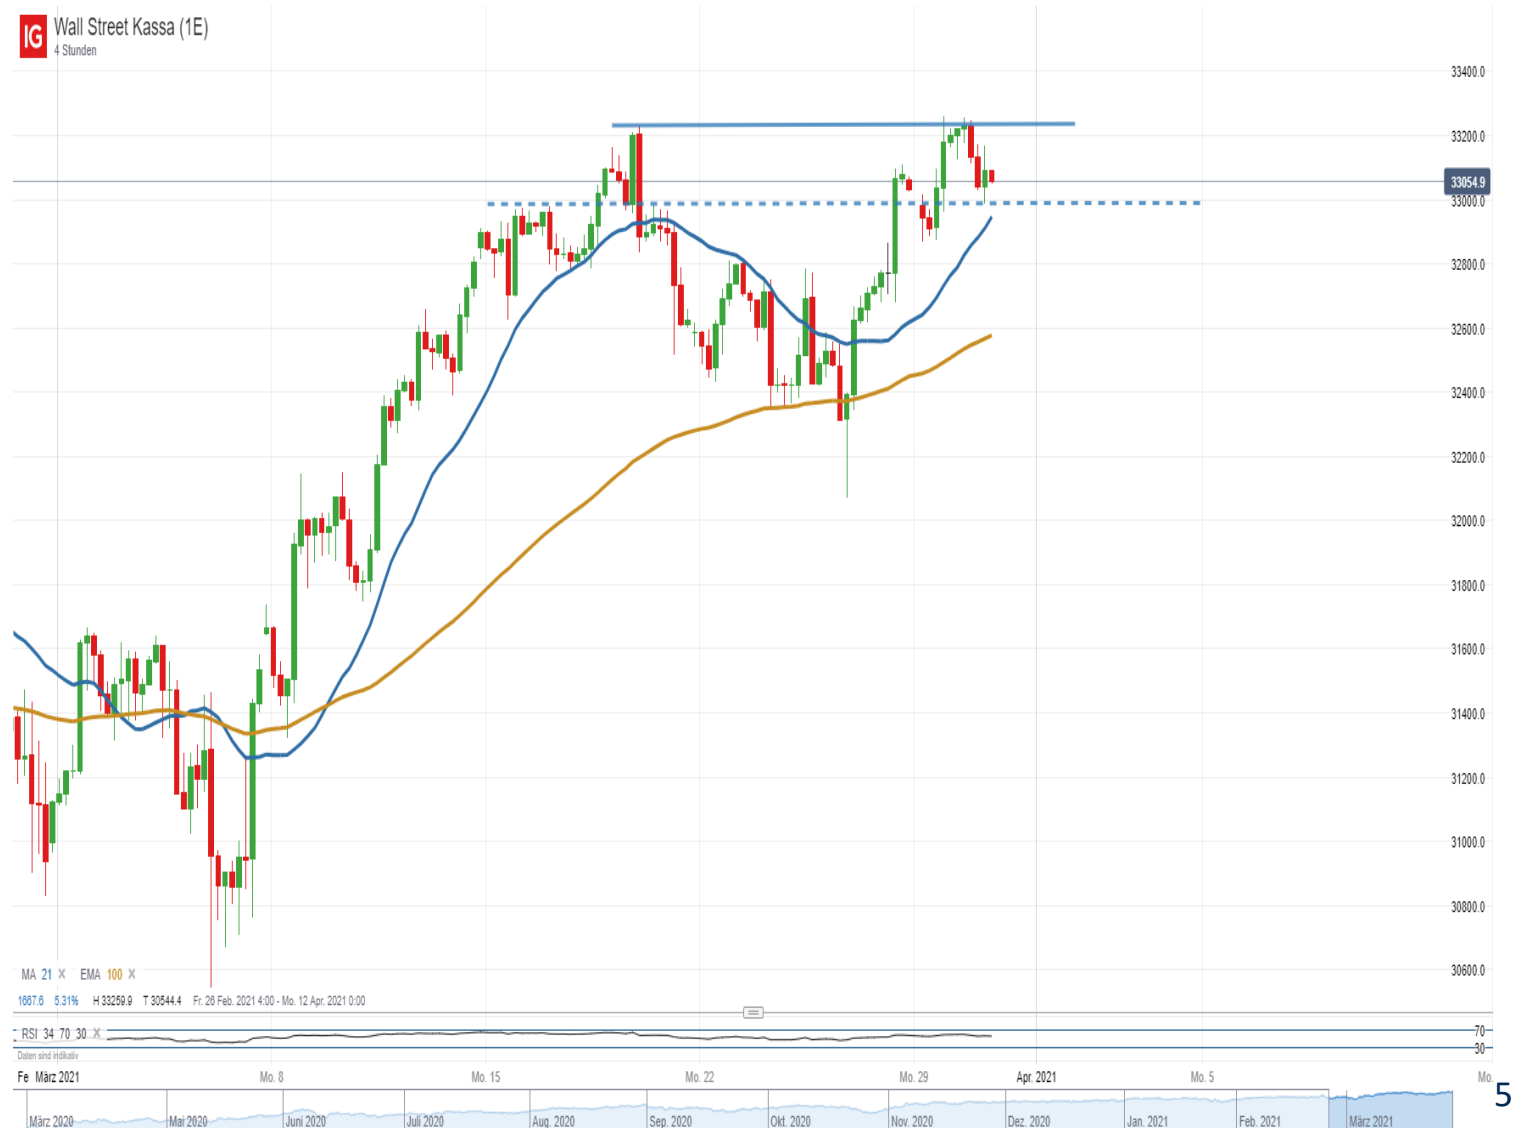 IG Wall Street Kassa (1E)
4 Stunden
33400.0
33200.0
33054.9
33000.0
32800.0
32600.0
32400.0
32200.0
32000.0
31800.0
31600.0
31400.0
31200.0
31000.0
30800.0
30600.0
MA 21 X EMA 100 X
1667.6 5.31% H 33259.9 T 30544.4 Fr. 26 Feb. 2021 4:00 - Mo. 12 Apr. 2021 0:00
RSI 34 70 30 X
70
30
Daten sind indikativ
Fe März 2021 Mo. 8 Mo. 15 Mo. 22 Mo. 29 Apr. 2021 Mo. 5 Mo.
März 2020 Mai 2020 Juni 2020 Juli 2020 Aug. 2020 Sep. 2020 Okt. 2020 Nov. 2020 Dez. 2020 Jan. 2021 Feb. 2021 März 2021
5